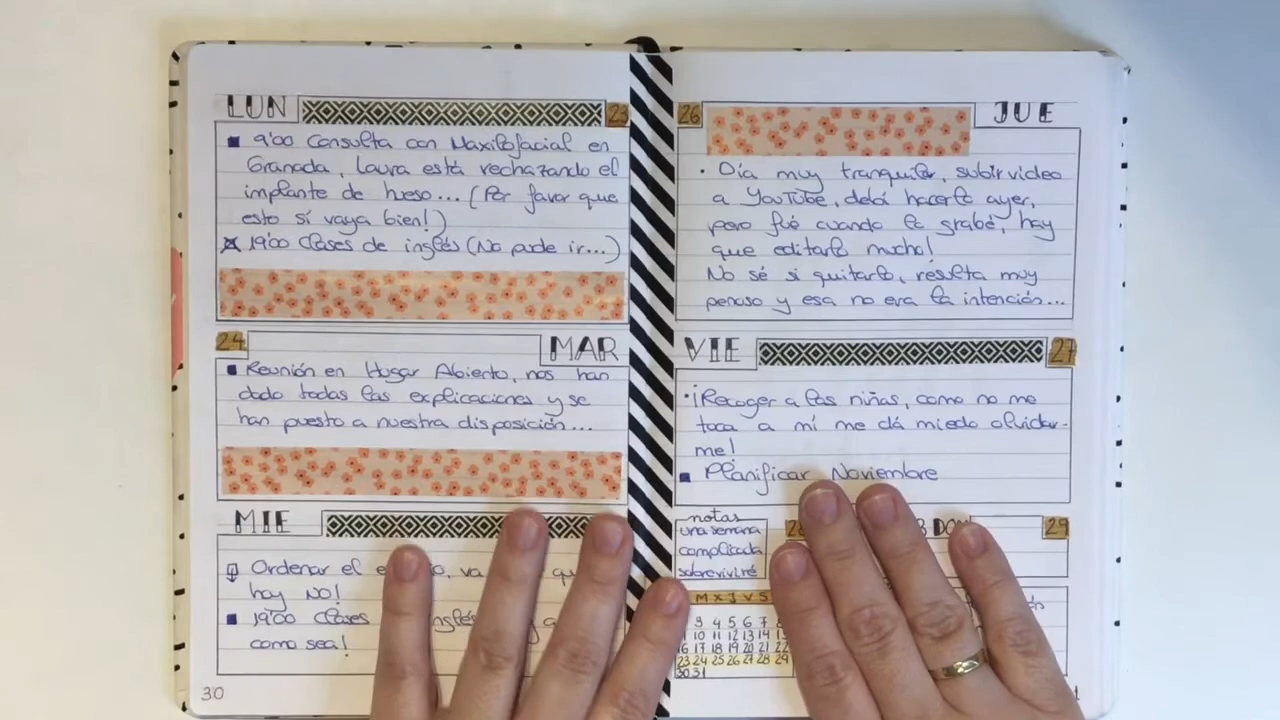 LUN 23
9'00 Consulta con Maxilofacial en
Granada, Laura está rechazando el
implante de hueso... (Por favor que
esto sí vaya bien!)
19'00 Clases de inglés (No pude ir...)
24 MAR
Reunión en Hogar Abierto, nos han
dado todas las explicaciones y se
han puesto a nuestra disposición...
MIE
Ordenar el
hoy NO!
19'00 Clases
como sea!
30
26 JUE
· Día muy tranquilo, subir video
a YouTube, debí hacerlo ayer,
pero fué cuando lo grabé, hay
que editarlo mucho!
No sé si quitarlo, resulta muy
penoso y esa no era la intención...
VIE 27
· ¡Recoger a las niñas, como no me
toca a mí me dá miedo olvidar-
me!
Planificar Noviembre
notas
una semana
complicada
sobreviviré
29
M X J V S
3 4 5 6 7
10 11 12 13 14
16 17 18 19 20 21 22
23 24 25 26 27 28 29
30 31